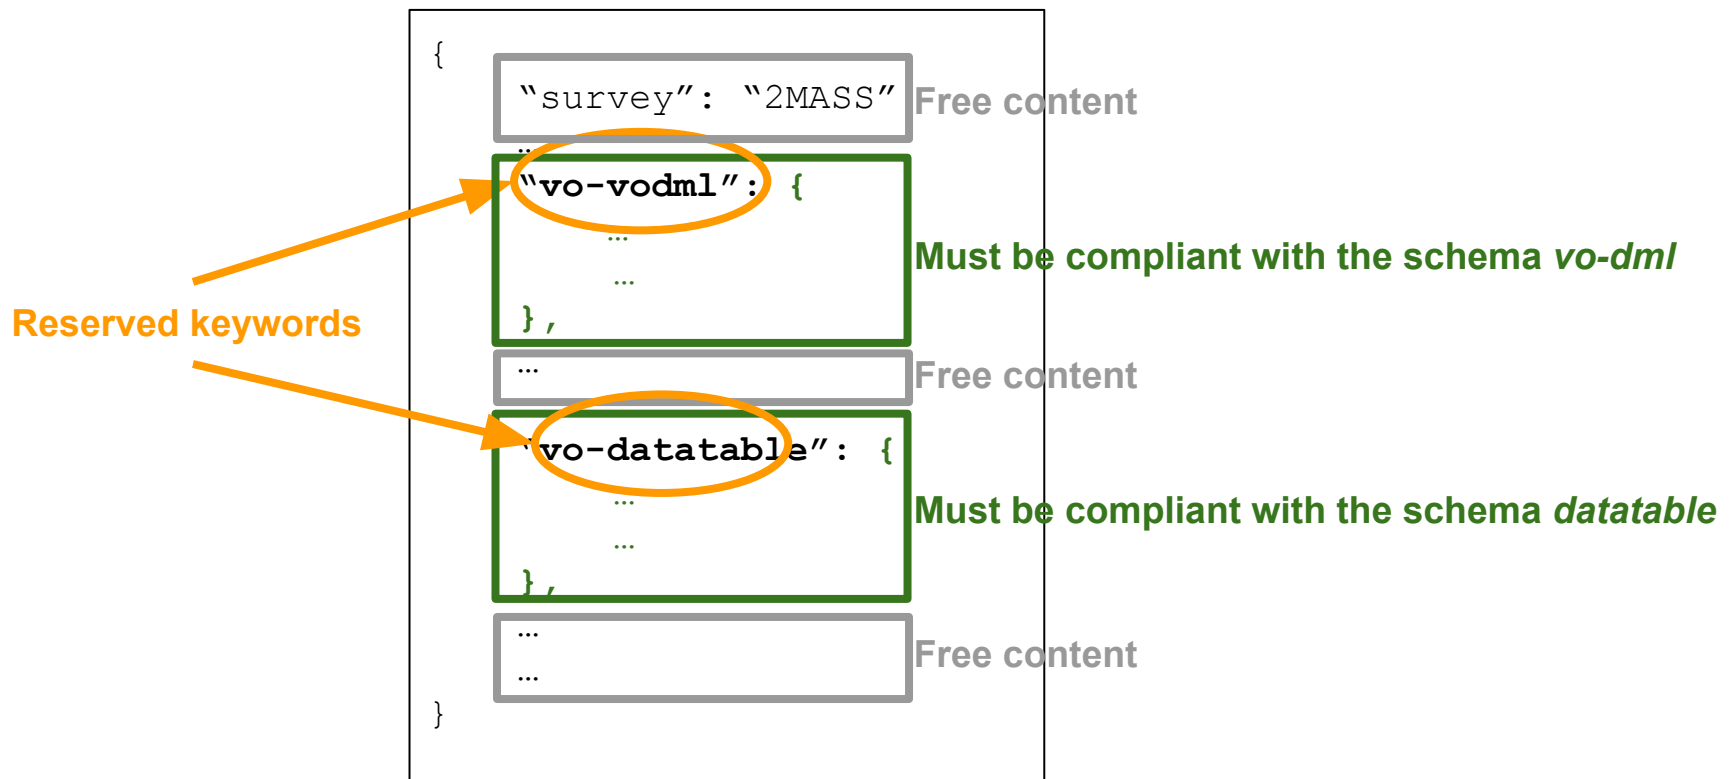 {
“survey”: “2MASS” Free content
…
“vo-vodml”: {
…
Must be compliant with the schema vo-dml
…
Reserved keywords
},
… Free content
“vo-datatable”: {
…
Must be compliant with the schema datatable
…
},
…
Free content
…
}